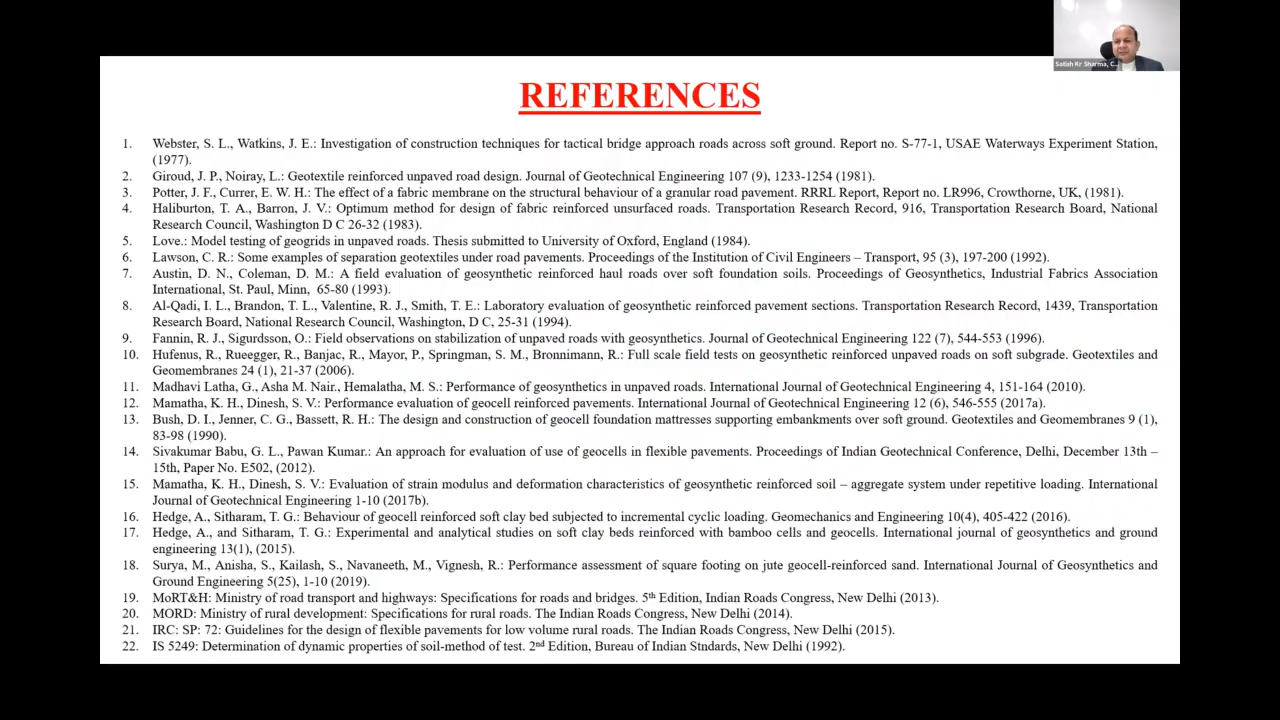 Satish Kr Sharma, C...
REFERENCES
1. Webster, S. L., Watkins, J. E.: Investigation of construction techniques for tactical bridge approach roads across soft ground. Report no. S-77-1, USAE Waterways Experiment Station,
(1977).
2. Giroud, J. P., Noiray, L.: Geotextile reinforced unpaved road design. Journal of Geotechnical Engineering 107 (9), 1233-1254 (1981).
3. Potter, J. F., Currer, E. W. H.: The effect of a fabric membrane on the structural behaviour of a granular road pavement. RRRL Report, Report no. LR996, Crowthorne, UK, (1981).
4. Haliburton, T. A., Barron, J. V.: Optimum method for design of fabric reinforced unsurfaced roads. Transportation Research Record, 916, Transportation Research Board, National
Research Council, Washington D C 26-32 (1983).
5. Love.: Model testing of geogrids in unpaved roads. Thesis submitted to University of Oxford, England (1984).
6. Lawson, C. R.: Some examples of separation geotextiles under road pavements. Proceedings of the Institution of Civil Engineers – Transport, 95 (3), 197-200 (1992).
7. Austin, D. N., Coleman, D. M.: A field evaluation of geosynthetic reinforced haul roads over soft foundation soils. Proceedings of Geosynthetics, Industrial Fabrics Association
International, St. Paul, Minn, 65-80 (1993).
8. Al-Qadi, I. L., Brandon, T. L., Valentine, R. J., Smith, T. E.: Laboratory evaluation of geosynthetic reinforced pavement sections. Transportation Research Record, 1439, Transportation
Research Board, National Research Council, Washington, D C, 25-31 (1994).
9. Fannin, R. J., Sigurdsson, O.: Field observations on stabilization of unpaved roads with geosynthetics. Journal of Geotechnical Engineering 122 (7), 544-553 (1996).
10. Hufenus, R., Rueegger, R., Banjac, R., Mayor, P., Springman, S. M., Bronnimann, R.: Full scale field tests on geosynthetic reinforced unpaved roads on soft subgrade. Geotextiles and
Geomembranes 24 (1), 21-37 (2006).
11. Madhavi Latha, G., Asha M. Nair., Hemalatha, M. S.: Performance of geosynthetics in unpaved roads. International Journal of Geotechnical Engineering 4, 151-164 (2010).
12. Mamatha, K. H., Dinesh, S. V.: Performance evaluation of geocell reinforced pavements. International Journal of Geotechnical Engineering 12 (6), 546-555 (2017a).
13. Bush, D. I., Jenner, C. G., Bassett, R. H.: The design and construction of geocell foundation mattresses supporting embankments over soft ground. Geotextiles and Geomembranes 9 (1),
83-98 (1990).
14. Sivakumar Babu, G. L., Pawan Kumar.: An approach for evaluation of use of geocells in flexible pavements. Proceedings of Indian Geotechnical Conference, Delhi, December 13th –
15th, Paper No. E502, (2012).
15. Mamatha, K. H., Dinesh, S. V.: Evaluation of strain modulus and deformation characteristics of geosynthetic reinforced soil – aggregate system under repetitive loading. International
Journal of Geotechnical Engineering 1-10 (2017b).
16. Hedge, A., Sitharam, T. G.: Behaviour of geocell reinforced soft clay bed subjected to incremental cyclic loading. Geomechanics and Engineering 10(4), 405-422 (2016).
17. Hedge, A., and Sitharam, T. G.: Experimental and analytical studies on soft clay beds reinforced with bamboo cells and geocells. International journal of geosynthetics and ground
engineering 13(1), (2015).
18. Surya, M., Anisha, S., Kailash, S., Navaneeth, M., Vignesh, R.: Performance assessment of square footing on jute geocell-reinforced sand. International Journal of Geosynthetics and
Ground Engineering 5(25), 1-10 (2019).
19. MoRT&H: Ministry of road transport and highways: Specifications for roads and bridges. 5th Edition, Indian Roads Congress, New Delhi (2013).
20. MORD: Ministry of rural development: Specifications for rural roads. The Indian Roads Congress, New Delhi (2014).
21. IRC: SP: 72: Guidelines for the design of flexible pavements for low volume rural roads. The Indian Roads Congress, New Delhi (2015).
22. IS 5249: Determination of dynamic properties of soil-method of test. 2nd Edition, Bureau of Indian Stndards, New Delhi (1992).